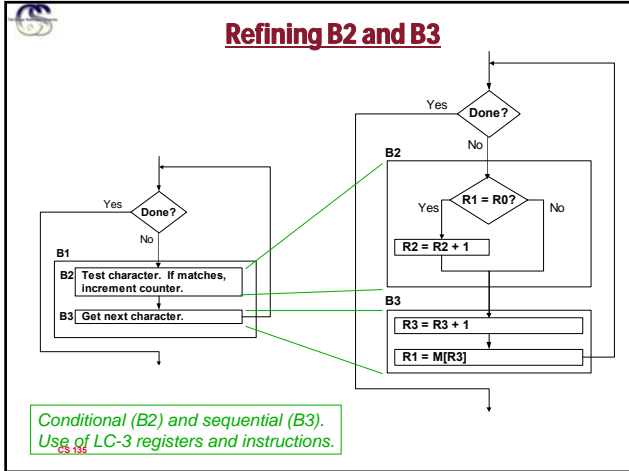 Refining B2 and B3
Yes
Done?
No
B1
B2 Test character. If matches,
increment counter.
B3 Get next character.
Yes
Done?
No
B2
R1 = R0?
Yes
No
R2 = R2 + 1
B3
R3 = R3 + 1
R1 = M[R3]
Conditional (B2) and sequential (B3).
Use of LC-3 registers and instructions.
CS 135